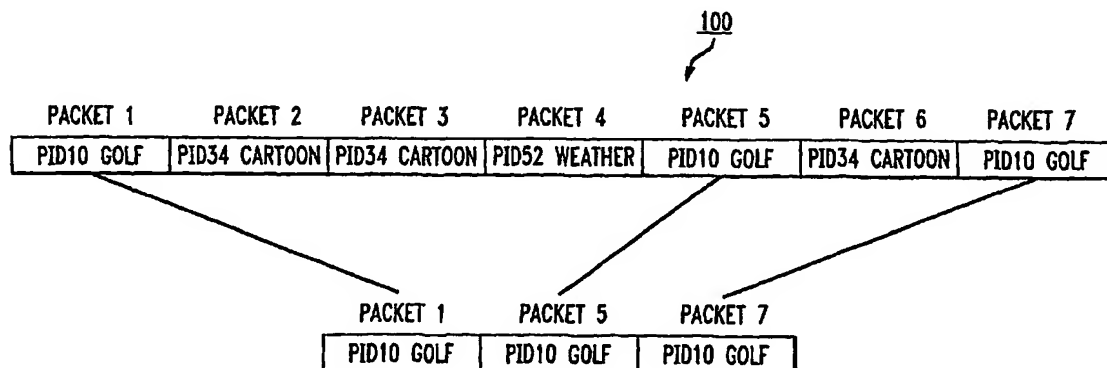 100
PACKET 1 PACKET 2 PACKET 3 PACKET 4 PACKET 5 PACKET 6 PACKET 7
PID10 GOLF PID34 CARTOON PID34 CARTOON PID52 WEATHER PID10 GOLF PID34 CARTOON PID10 GOLF
PACKET 1 PACKET 5 PACKET 7
PID10 GOLF PID10 GOLF PID10 GOLF